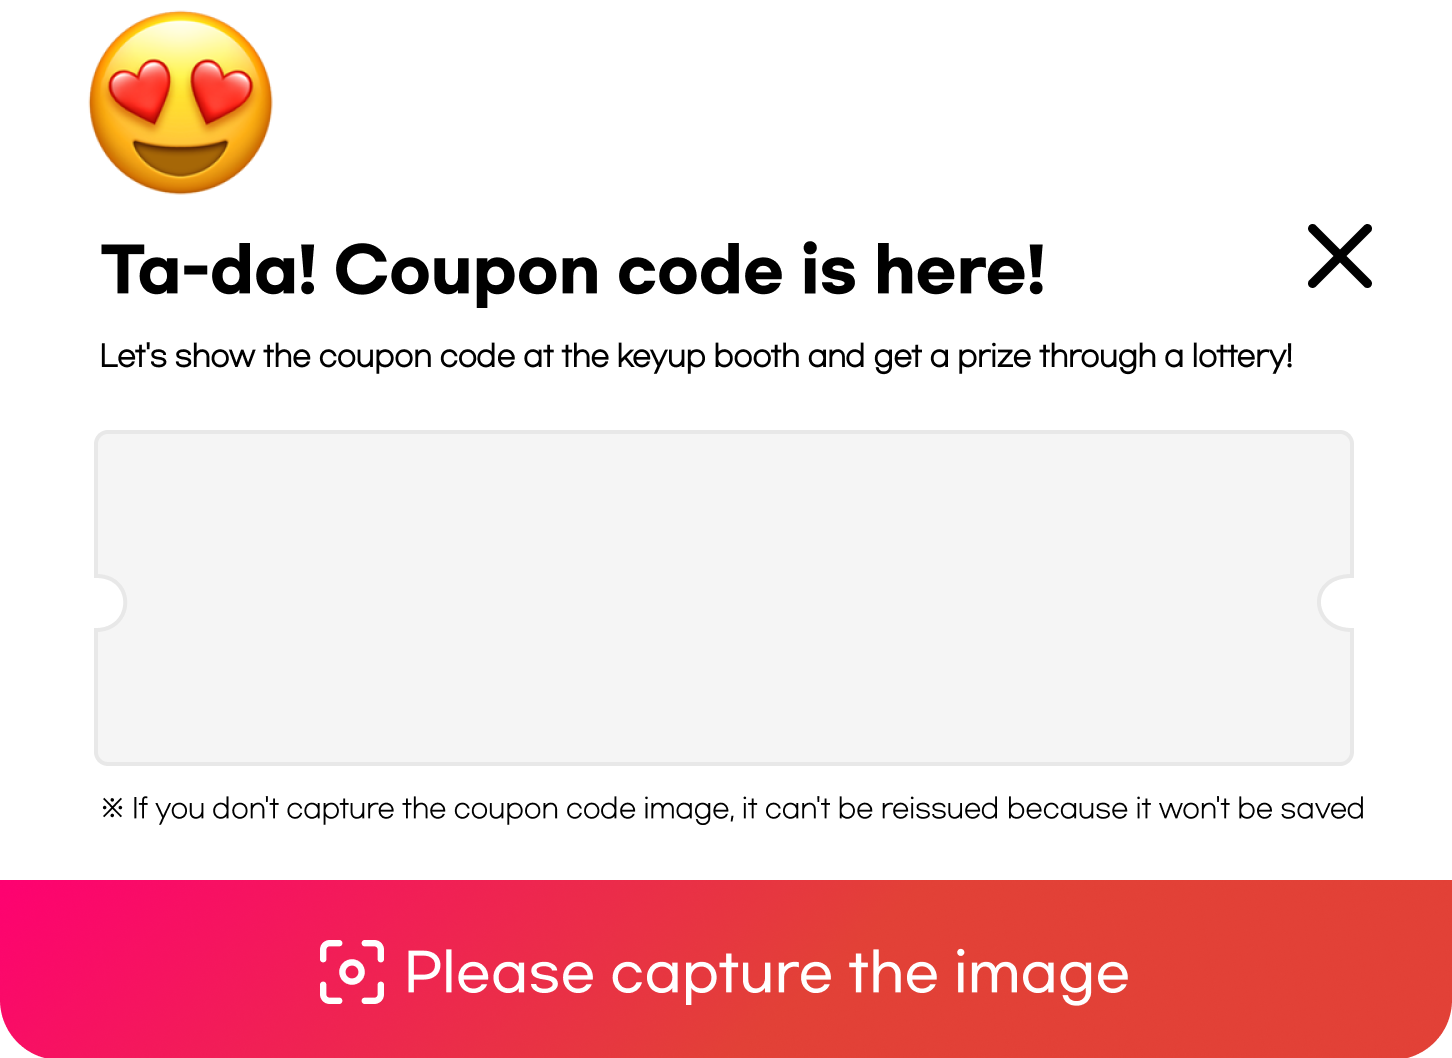 Ta-da! Coupon code is here!
Let's show the coupon code at the keyup booth and get a prize through a lottery!
※ If you don't capture the coupon code image, it can't be reissued because it won't be saved
Please capture the image